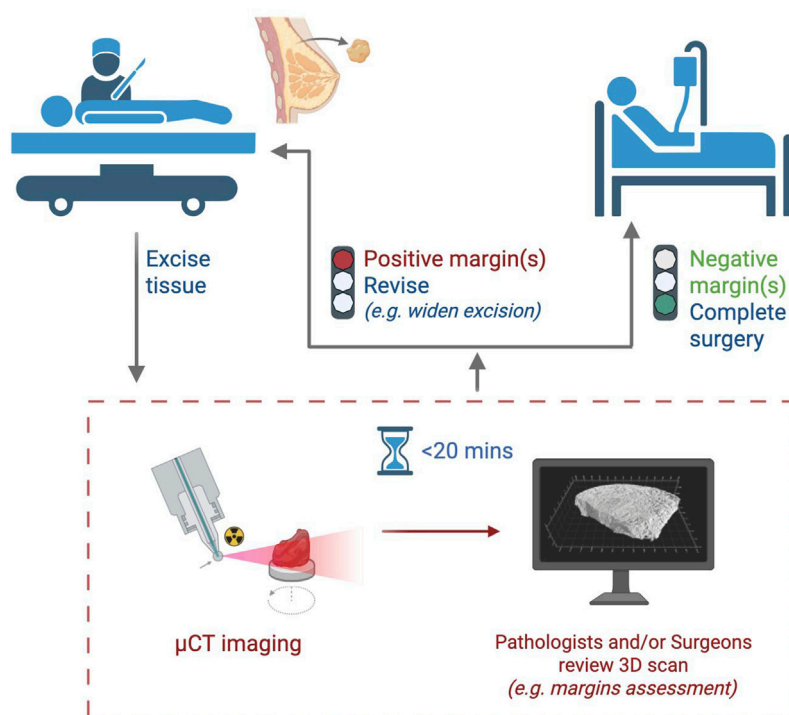 Excise
tissue
Positive margin(s)
Revise
(e.g. widen excision)
Negative
margin(s)
Complete
surgery
<20 mins
µCT imaging
Pathologists and/or Surgeons
review 3D scan
(e.g. margins assessment)